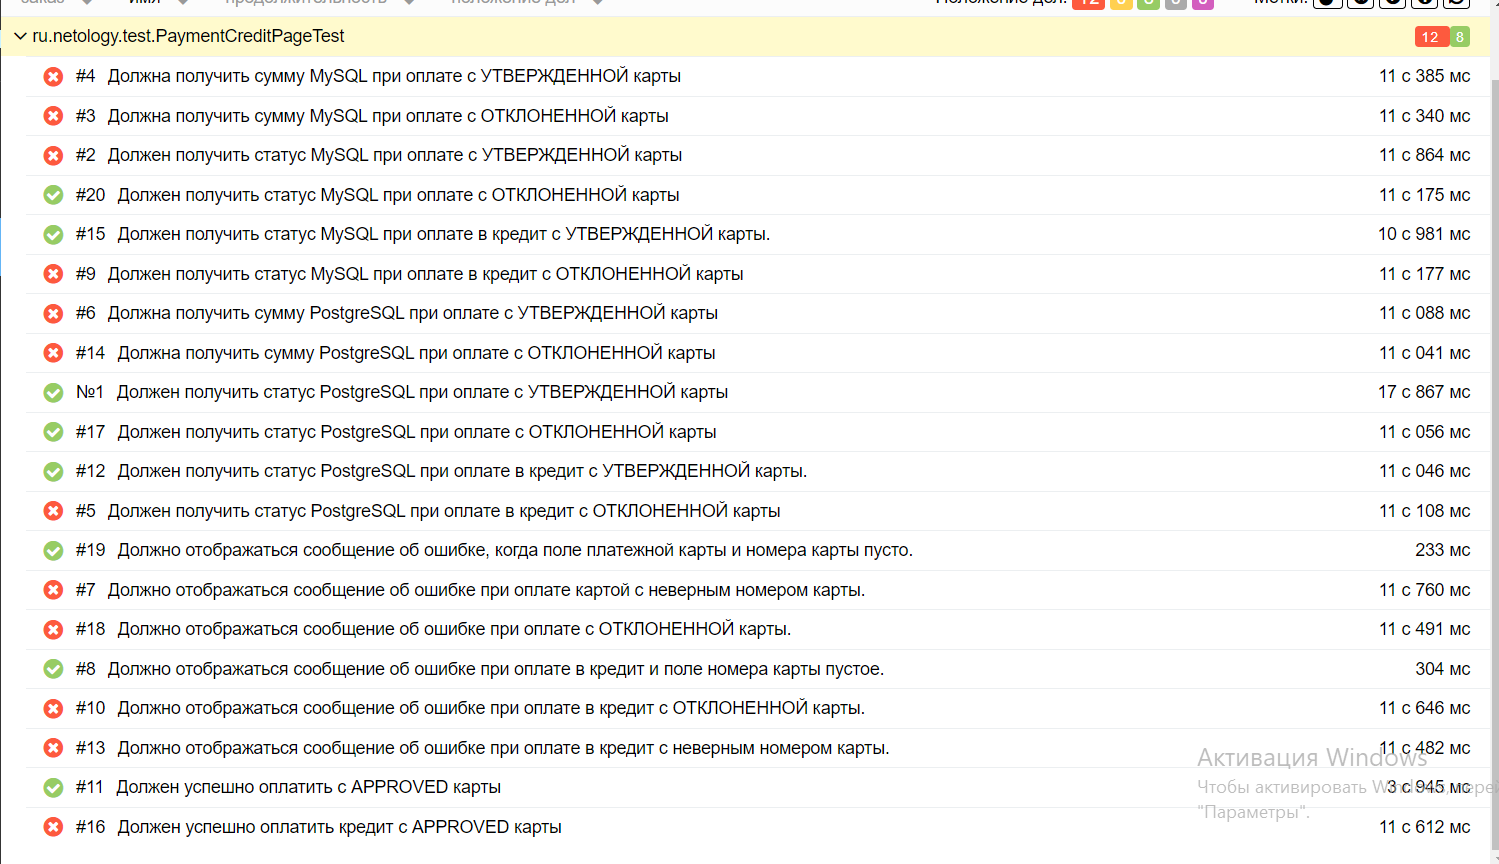 заказ имя продолжительность положение дел Положение дел: 12 0 8 0 0 Метки:
ru.netology.test.PaymentCreditPageTest 12 8
#4 Должна получить сумму MySQL при оплате с УТВЕРЖДЕННОЙ карты 11 с 385 мс
#3 Должна получить сумму MySQL при оплате с ОТКЛОНЕННОЙ карты 11 с 340 мс
#2 Должен получить статус MySQL при оплате с УТВЕРЖДЕННОЙ карты 11 с 864 мс
#20 Должен получить статус MySQL при оплате с ОТКЛОНЕННОЙ карты 11 с 175 мс
#15 Должен получить статус MySQL при оплате в кредит с УТВЕРЖДЕННОЙ карты. 10 с 981 мс
#9 Должен получить статус MySQL при оплате в кредит с ОТКЛОНЕННОЙ карты 11 с 177 мс
#6 Должна получить сумму PostgreSQL при оплате с УТВЕРЖДЕННОЙ карты 11 с 088 мс
#14 Должна получить сумму PostgreSQL при оплате с ОТКЛОНЕННОЙ карты 11 с 041 мс
№1 Должен получить статус PostgreSQL при оплате с УТВЕРЖДЕННОЙ карты 17 с 867 мс
#17 Должен получить статус PostgreSQL при оплате с ОТКЛОНЕННОЙ карты 11 с 056 мс
#12 Должен получить статус PostgreSQL при оплате в кредит с УТВЕРЖДЕННОЙ карты. 11 с 046 мс
#5 Должен получить статус PostgreSQL при оплате в кредит с ОТКЛОНЕННОЙ карты 11 с 108 мс
#19 Должно отображаться сообщение об ошибке, когда поле платежной карты и номера карты пусто. 233 мс
#7 Должно отображаться сообщение об ошибке при оплате картой с неверным номером карты. 11 с 760 мс
#18 Должно отображаться сообщение об ошибке при оплате с ОТКЛОНЕННОЙ карты. 11 с 491 мс
#8 Должно отображаться сообщение об ошибке при оплате в кредит и поле номера карты пустое. 304 мс
#10 Должно отображаться сообщение об ошибке при оплате в кредит с ОТКЛОНЕННОЙ карты. 11 с 646 мс
#13 Должно отображаться сообщение об ошибке при оплате в кредит с неверным номером карты. 11 с 482 мс
Активация Windows
#11 Должен успешно оплатить с APPROVED карты 3 с 945 мс
Чтобы активировать Windows, перей
"Параметры".
#16 Должен успешно оплатить кредит с APPROVED карты 11 с 612 мс